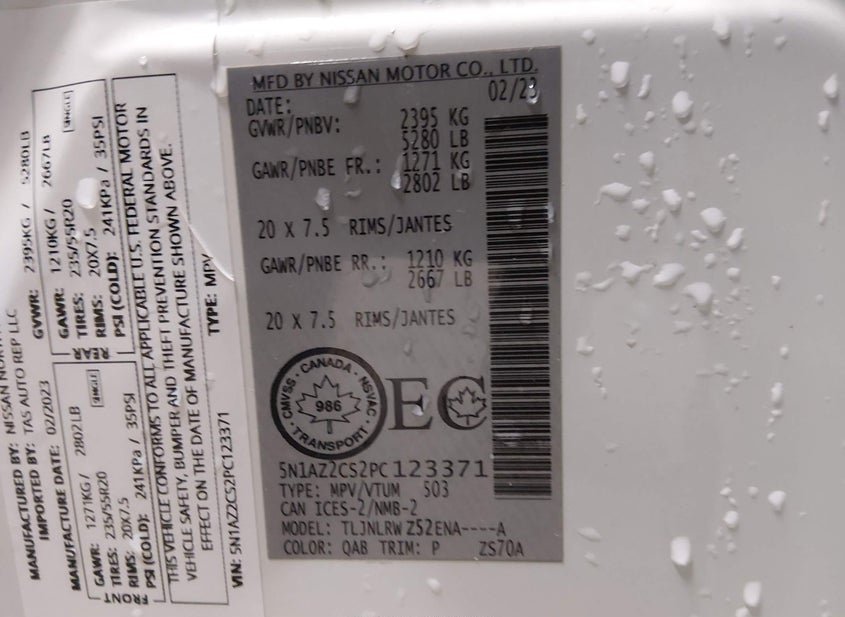 MANUFACTURED BY: NISSAN
IMPORTED BY: TAS AUTO REP LLC
MANUFACTURE DATE: 02/2023
GVWR: 2395KG / 5280LB
FRONT
GAWR: 1271KG / 2802LB
TIRES: 235/55R20 SINGLE
RIMS: 20X7.5
PSI (COLD): 241KPa / 35PSI
REAR
GAWR: 1210KG / 2667LB
TIRES: 235/55R20 SINGLE
RIMS: 20X7.5
PSI (COLD): 241KPa / 35PSI
THIS VEHICLE CONFORMS TO ALL APPLICABLE U.S. FEDERAL MOTOR
VEHICLE SAFETY, BUMPER AND THEFT PREVENTION STANDARDS IN
EFFECT ON THE DATE OF MANUFACTURE SHOWN ABOVE.
VIN: 5N1AZ2CS2PC123371 TYPE: MPV
MFD BY NISSAN MOTOR CO., LTD.
DATE: 02/23
GVWR/PNBV: 2395 KG
5280 LB
GAWR/PNBE FR.: 1271 KG
2802 LB
20 X 7.5 RIMS/JANTES
GAWR/PNBE RR.: 1210 KG
2667 LB
20 X 7.5 RIMS/JANTES
CMVSS · CANADA · NSVAC
986
· TRANSPORT ·
EC
5N1AZ2CS2PC123371
TYPE: MPV/VTUM 503
CAN ICES-2/NMB-2
MODEL: TLJNLRWZ52ENA----A
COLOR: QAB TRIM: P ZS70A